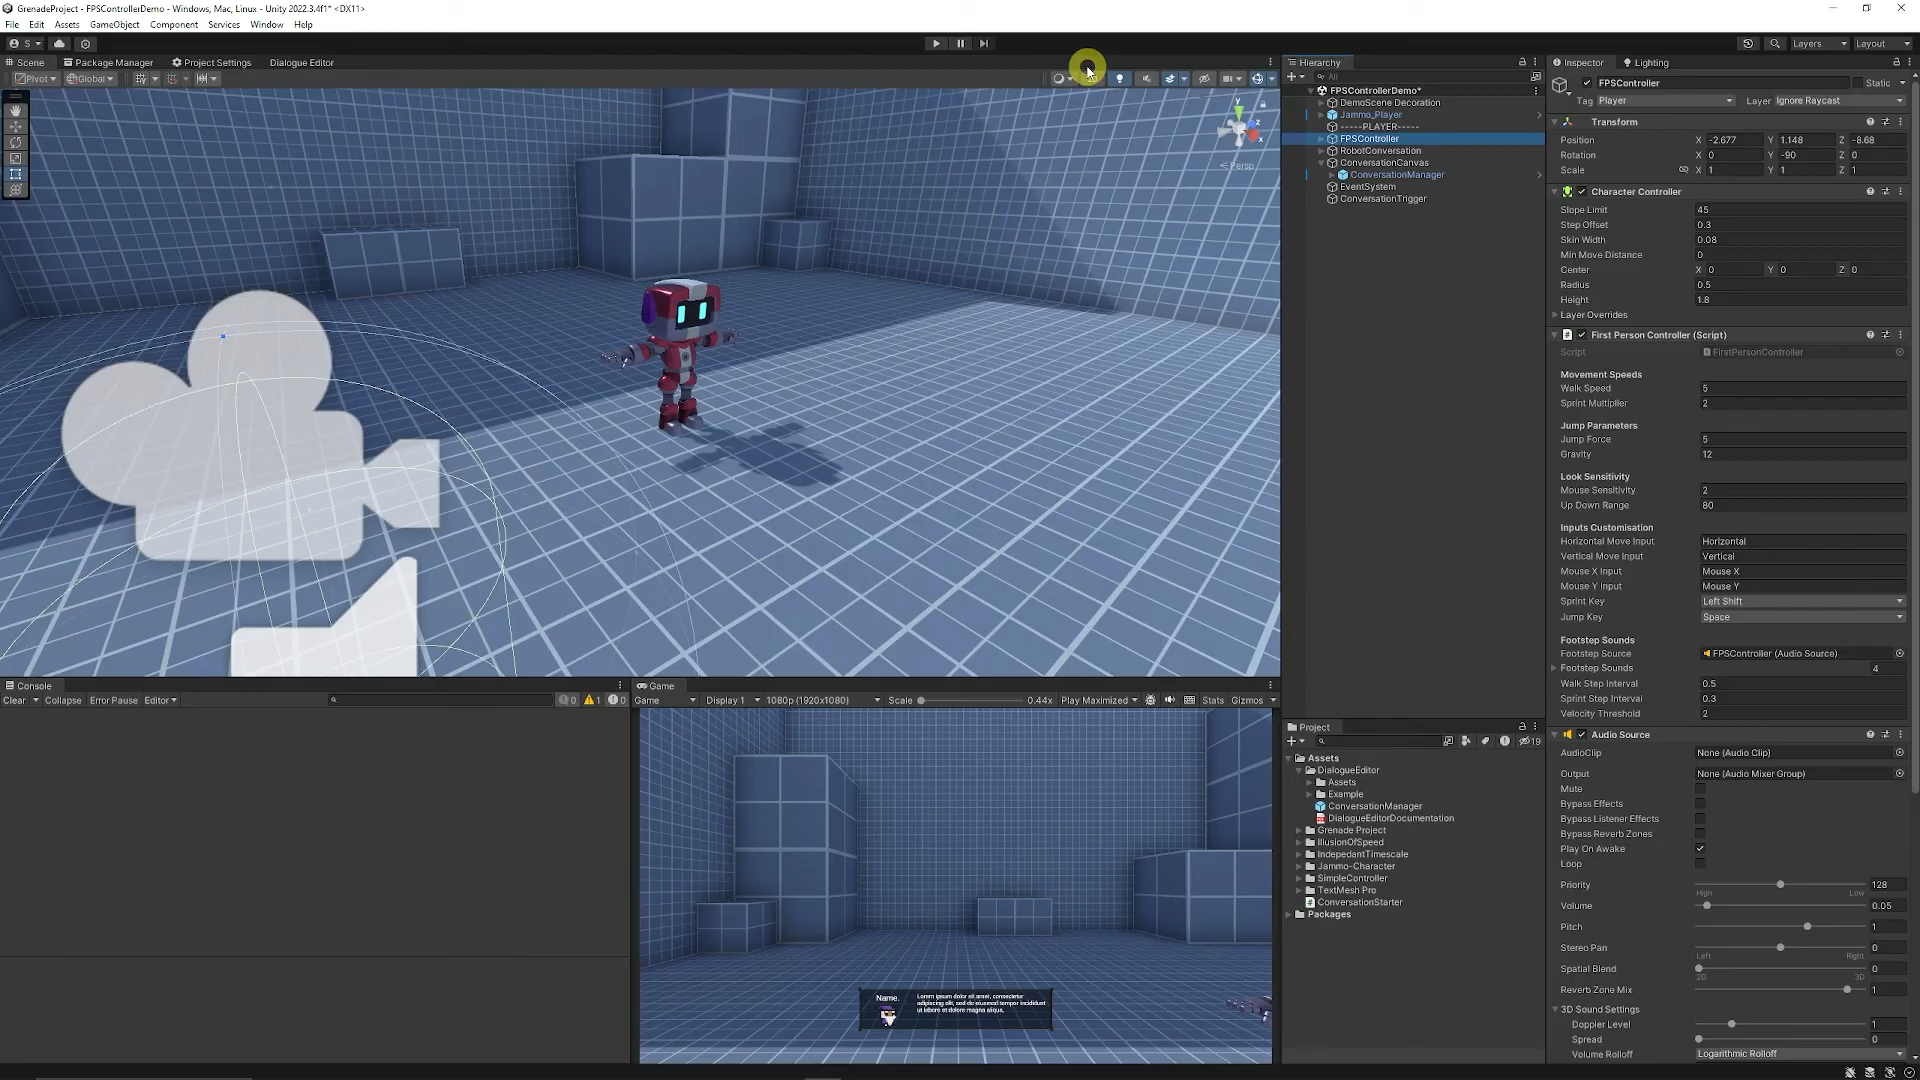 GrenadeProject - FPSControllerDemo - Windows, Mac, Linux - Unity 2022.3.4f1* <DX11>
File Edit Assets GameObject Component Services Window Help
S Layers Layout
Scene Package Manager Project Settings Dialogue Editor
Pivot Global
Persp
y
x
z
Hierarchy
All
FPSControllerDemo*
DemoScene Decoration
Jammo_Player
-----PLAYER-----
FPSController
RobotConversation
ConversationCanvas
ConversationManager
EventSystem
ConversationTrigger
Inspector Lighting
FPSController Static
Tag Player Layer Ignore Raycast
Transform
Position X -2.677 Y 1.148 Z -8.68
Rotation X 0 Y -90 Z 0
Scale X 1 Y 1 Z 1
Character Controller
Slope Limit 45
Step Offset 0.3
Skin Width 0.08
Min Move Distance 0
Center X 0 Y 0 Z 0
Radius 0.5
Height 1.8
Layer Overrides
First Person Controller (Script)
Script FirstPersonController
Movement Speeds
Walk Speed 5
Sprint Multiplier 2
Jump Parameters
Jump Force 5
Gravity 12
Look Sensitivity
Mouse Sensitivity 2
Up Down Range 80
Inputs Customisation
Horizontal Move Input Horizontal
Vertical Move Input Vertical
Mouse X Input Mouse X
Mouse Y Input Mouse Y
Sprint Key Left Shift
Jump Key Space
Footstep Sounds
Footstep Source FPSController (Audio Source)
Footstep Sounds 4
Walk Step Interval 0.5
Sprint Step Interval 0.3
Velocity Threshold 2
Audio Source
AudioClip None (Audio Clip)
Output None (Audio Mixer Group)
Mute
Bypass Effects
Bypass Listener Effects
Bypass Reverb Zones
Play On Awake
Loop
Priority 128
High Low
Volume 0.05
Pitch 1
Stereo Pan 0
Left Right
Spatial Blend 0
2D 3D
Reverb Zone Mix 1
3D Sound Settings
Doppler Level 1
Spread 0
Volume Rolloff Logarithmic Rolloff
Console
Clear Collapse Error Pause Editor 0 1 0
Game
Game Display 1 1080p (1920x1080) Scale 0.44x Play Maximized Stats Gizmos
Name.
Lorem ipsum dolor sit amet, consectetur
adipiscing elit, sed do eiusmod tempor incididunt
ut labore et dolore magna aliqua.
Project
19
Assets
DialogueEditor
Assets
Example
ConversationManager
DialogueEditorDocumentation
Grenade Project
IllusionOfSpeed
IndepedantTimescale
Jammo-Character
SimpleController
TextMesh Pro
ConversationStarter
Packages